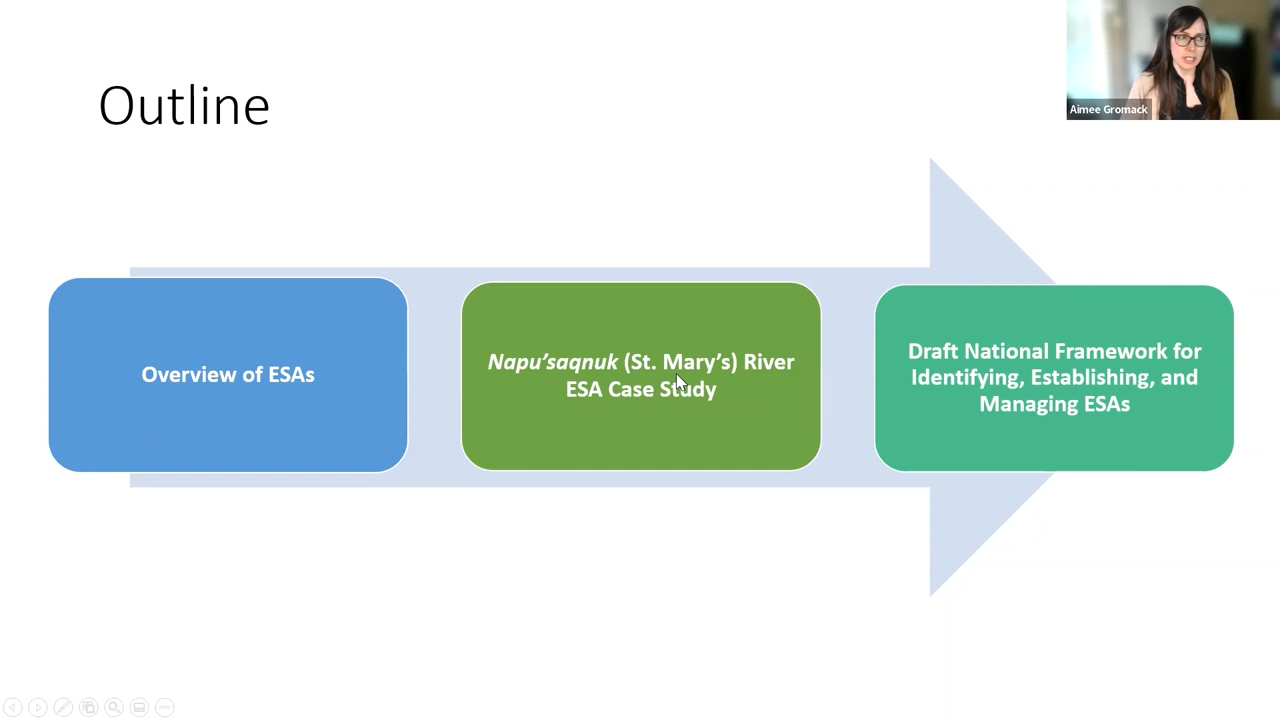 Outline
Aimee Gromack
Overview of ESAs
Napu’saqnuk (St. Mary’s) River
ESA Case Study
Draft National Framework for
Identifying, Establishing, and
Managing ESAs